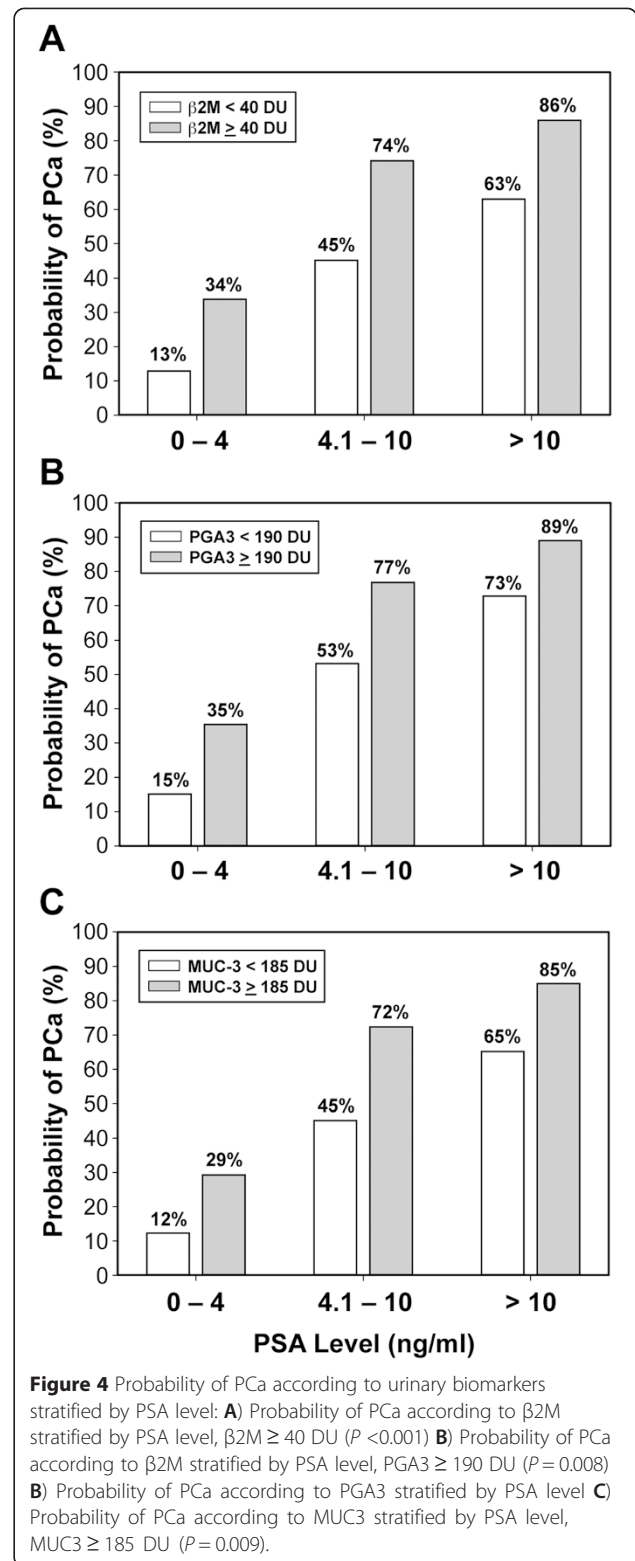 A
Probability of PCa (%)
100
90
80
70
60
50
40
30
20
10
0
β2M < 40 DU
β2M ≥ 40 DU
13%
34%
45%
74%
63%
86%
0 – 4
4.1 – 10
> 10
B
Probability of PCa (%)
100
90
80
70
60
50
40
30
20
10
0
PGA3 < 190 DU
PGA3 ≥ 190 DU
15%
35%
53%
77%
73%
89%
0 – 4
4.1 – 10
> 10
C
Probability of PCa (%)
100
90
80
70
60
50
40
30
20
10
0
MUC-3 < 185 DU
MUC-3 ≥ 185 DU
12%
29%
45%
72%
65%
85%
0 – 4
4.1 – 10
> 10
PSA Level (ng/ml)
Figure 4 Probability of PCa according to urinary biomarkers
stratified by PSA level: A) Probability of PCa according to β2M
stratified by PSA level, β2M ≥ 40 DU (P <0.001) B) Probability of PCa
according to β2M stratified by PSA level, PGA3 ≥ 190 DU (P = 0.008)
B) Probability of PCa according to PGA3 stratified by PSA level C)
Probability of PCa according to MUC3 stratified by PSA level,
MUC3 ≥ 185 DU (P = 0.009).